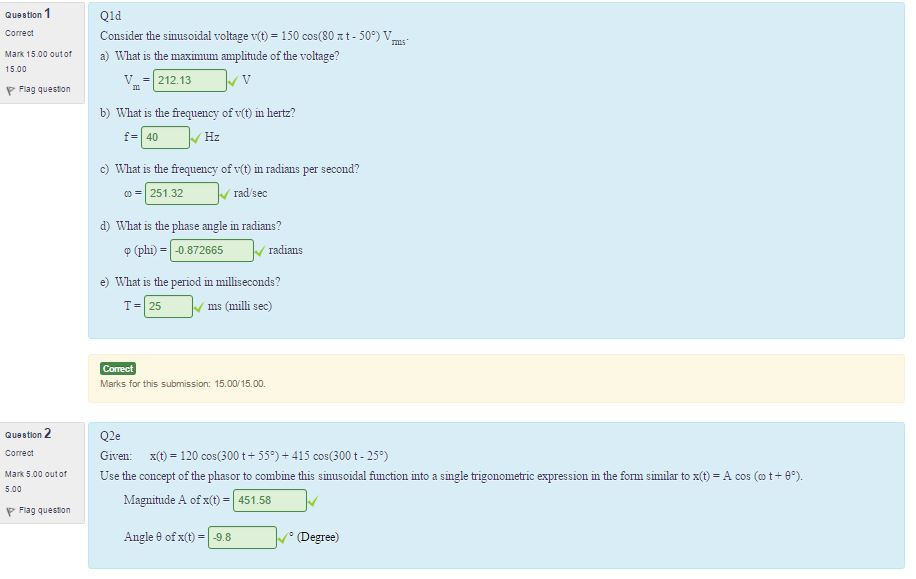 Question 1
Correct
Mark 15.00 out of
15.00
Flag question
Q1d
Consider the sinusoidal voltage v(t) = 150 cos(80 π t - 50°) Vrms.
a) What is the maximum amplitude of the voltage?
Vm = 212.13 V
b) What is the frequency of v(t) in hertz?
f = 40 Hz
c) What is the frequency of v(t) in radians per second?
ω = 251.32 rad/sec
d) What is the phase angle in radians?
φ (phi) = -0.872665 radians
e) What is the period in milliseconds?
T = 25 ms (milli sec)
Correct
Marks for this submission: 15.00/15.00.
Question 2
Correct
Mark 5.00 out of
5.00
Flag question
Q2e
Given: x(t) = 120 cos(300 t + 55°) + 415 cos(300 t - 25°)
Use the concept of the phasor to combine this sinusoidal function into a single trigonometric expression in the form similar to x(t) = A cos (ω t + θ°).
Magnitude A of x(t) = 451.58
Angle θ of x(t) = -9.8 ° (Degree)